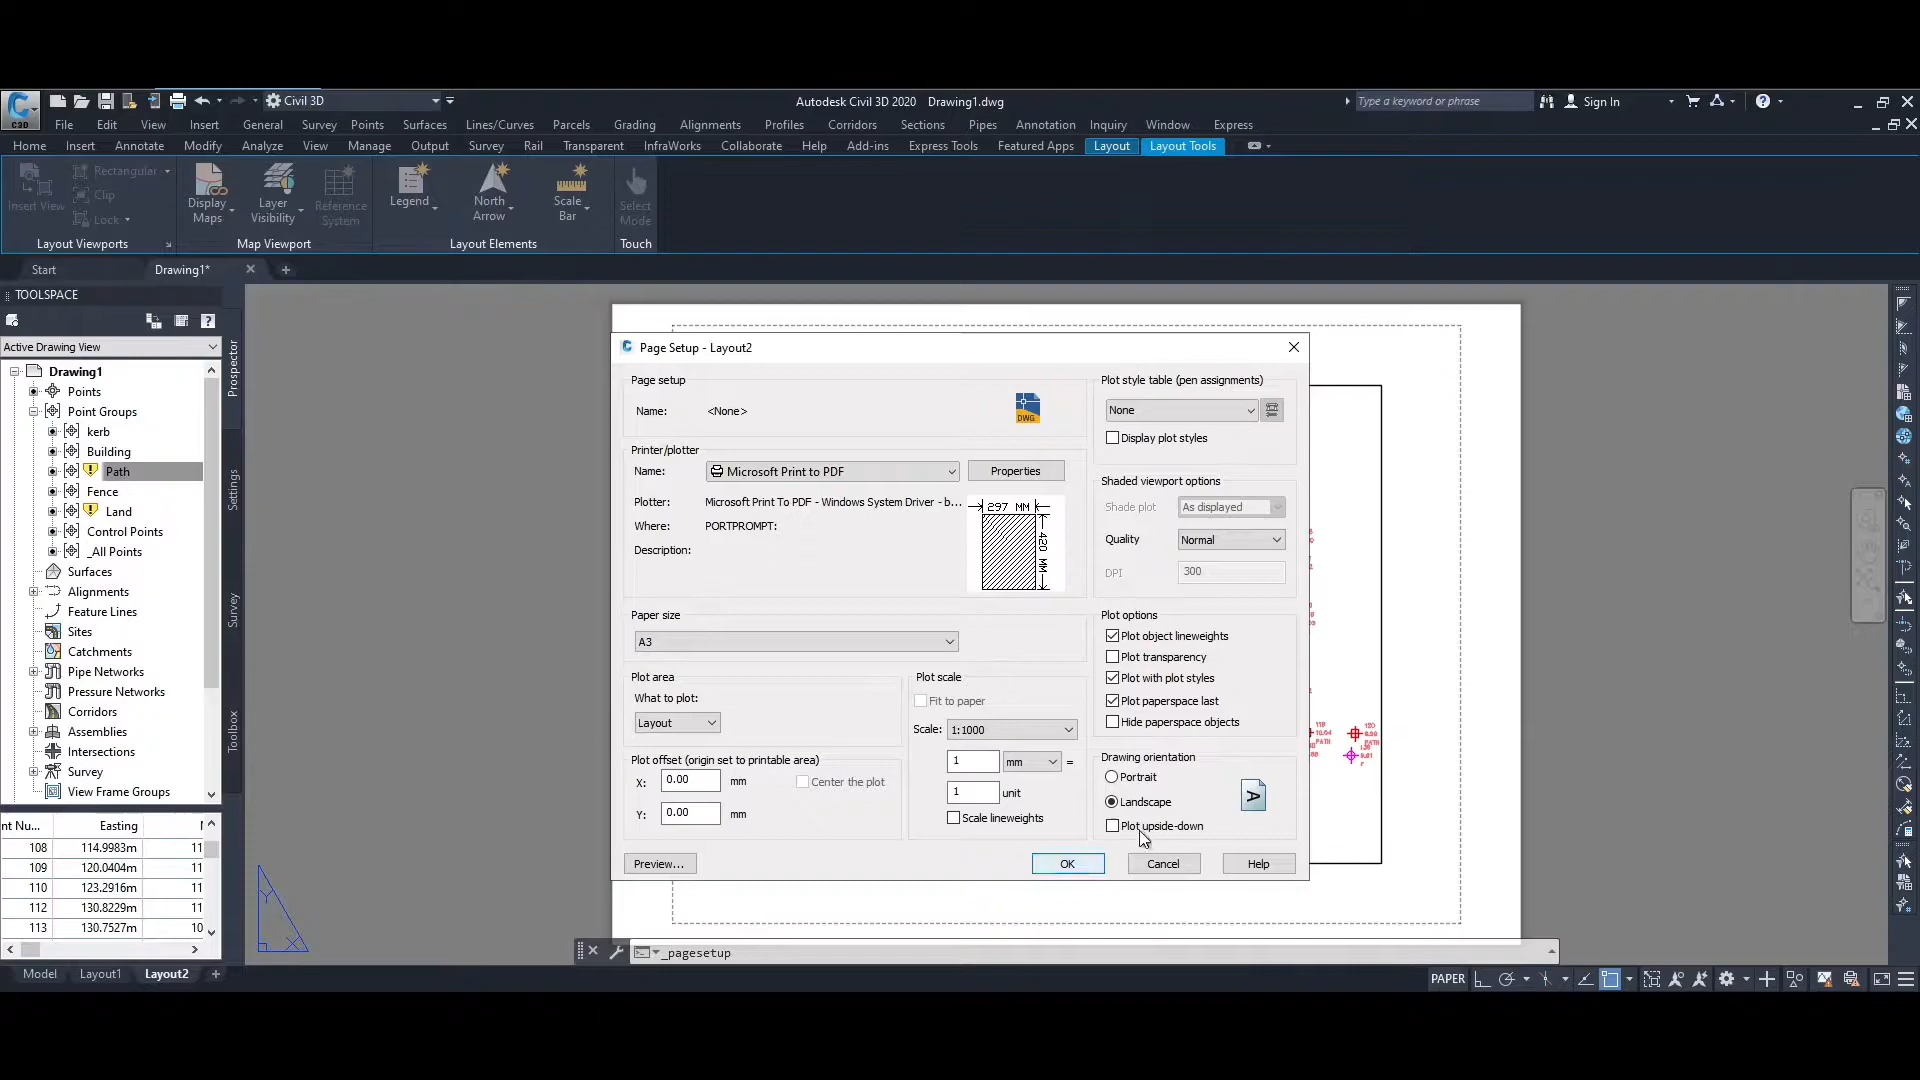 C3D
Civil 3D
Autodesk Civil 3D 2020 Drawing1.dwg
Type a keyword or phrase
Sign In
File Edit View Insert General Survey Points Surfaces Lines/Curves Parcels Grading Alignments Profiles Corridors Sections Pipes Annotation Inquiry Window Express
Home Insert Annotate Modify Analyze View Manage Output Survey Rail Transparent InfraWorks Collaborate Help Add-ins Express Tools Featured Apps Layout Layout Tools
Insert View
Rectangular
Clip
Lock
Display
Maps
Layer
Visibility
Reference
System
Legend
North
Arrow
Scale
Bar
Select
Mode
Layout Viewports
Map Viewport
Layout Elements
Touch
Start Drawing1*
TOOLSPACE
Active Drawing View
Drawing1
Points
Point Groups
kerb
Building
Path
Fence
Land
Control Points
_All Points
Surfaces
Alignments
Feature Lines
Sites
Catchments
Pipe Networks
Pressure Networks
Corridors
Assemblies
Intersections
Survey
View Frame Groups
Prospector
Settings
Survey
Toolbox
nt Nu... Easting
108 114.9983m 11
109 120.0404m 11
110 123.2916m 11
112 130.8229m 11
113 130.7527m 10
Model Layout1 Layout2
Page Setup - Layout2
Page setup
Name: <None>
DWG
Printer/plotter
Name: Microsoft Print to PDF
Properties
Plotter: Microsoft Print To PDF - Windows System Driver - b...
Where: PORTPROMPT:
Description:
297 MM
420 MM
Paper size
A3
Plot area
What to plot:
Layout
Plot offset (origin set to printable area)
X: 0.00 mm
Center the plot
Y: 0.00 mm
Plot scale
Fit to paper
Scale: 1:1000
1 mm =
1 unit
Scale lineweights
Plot style table (pen assignments)
None
Display plot styles
Shaded viewport options
Shade plot As displayed
Quality Normal
DPI 300
Plot options
Plot object lineweights
Plot transparency
Plot with plot styles
Plot paperspace last
Hide paperspace objects
Drawing orientation
Portrait
Landscape
Plot upside-down
A
Preview...
OK
Cancel
Help
PATH
PATH
_pagesetup
X
Y
PAPER